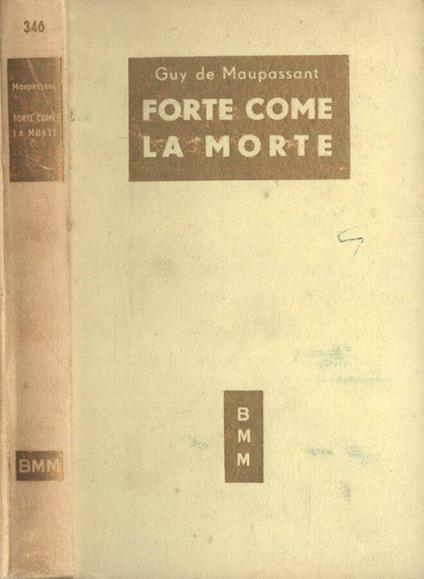 346
Maupassant
FORTE COME
LA MORTE
BMM
Guy de Maupassant
FORTE COME
LA MORTE
B
M
M